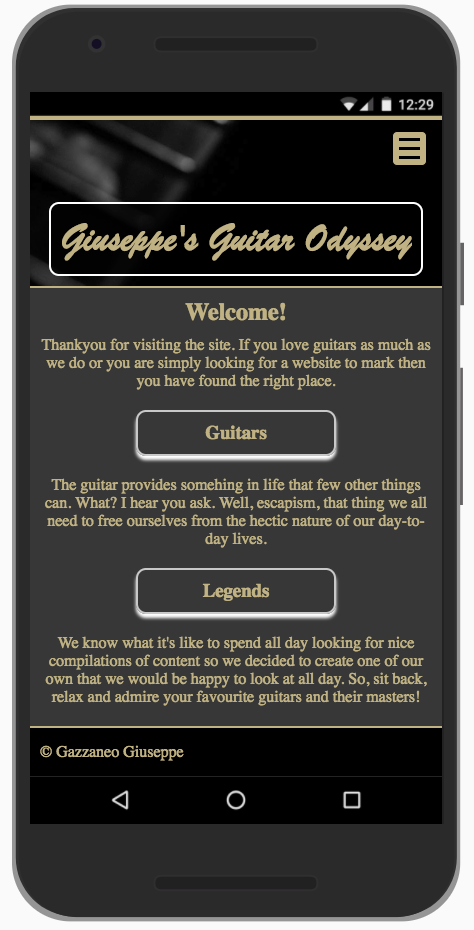 12:29
Giuseppe's Guitar Odyssey
Welcome!
Thankyou for visiting the site. If you love guitars as much as
we do or you are simply looking for a website to mark then
you have found the right place.
Guitars
The guitar provides somehing in life that few other things
can. What? I hear you ask. Well, escapism, that thing we all
need to free ourselves from the hectic nature of our day-to-
day lives.
Legends
We know what it's like to spend all day looking for nice
compilations of content so we decided to create one of our
own that we would be happy to look at all day. So, sit back,
relax and admire your favourite guitars and their masters!
© Gazzaneo Giuseppe